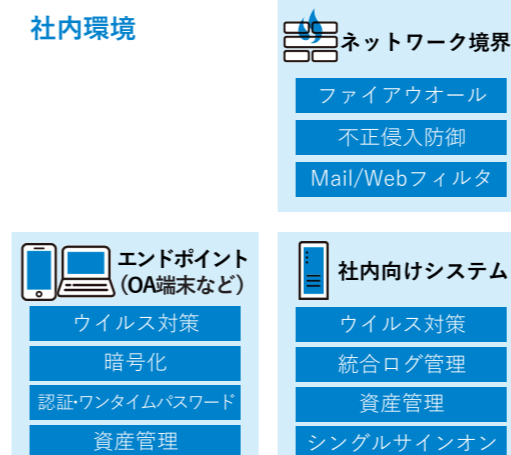 社内環境
ネットワーク境界
ファイアウオール
不正侵入防御
Mail/Webフィルタ
エンドポイント
（OA端末など）
ウイルス対策
暗号化
認証・ワンタイムパスワード
資産管理
社内向けシステム
ウイルス対策
統合ログ管理
資産管理
シングルサインオン